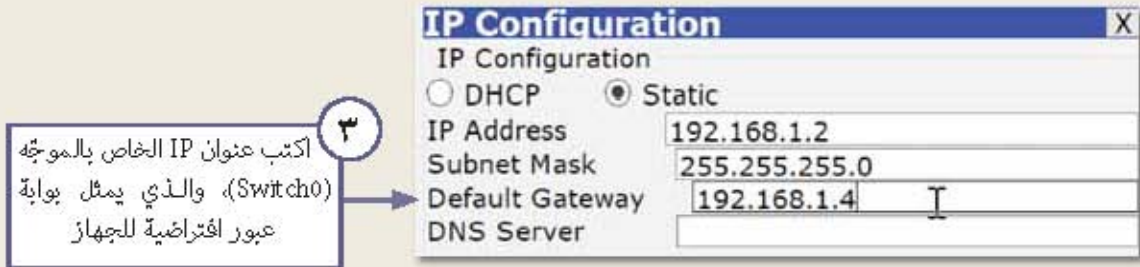 IP Configuration X
IP Configuration
DHCP Static
IP Address 192.168.1.2
Subnet Mask 255.255.255.0
Default Gateway 192.168.1.4
DNS Server
٣
اكتب عنوان IP الخاص بالموجّه
(Switch0)، والذي يمثل بوابة
عبور افتراضية للجهاز